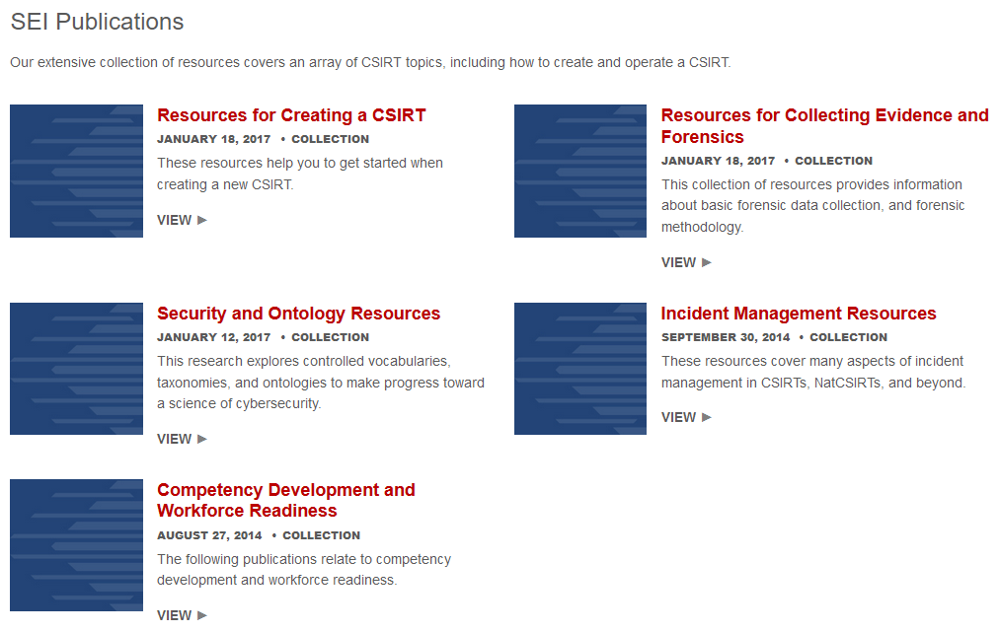 SEI Publications
Our extensive collection of resources covers an array of CSIRT topics, including how to create and operate a CSIRT.
Resources for Creating a CSIRT
JANUARY 18, 2017 • COLLECTION
These resources help you to get started when
creating a new CSIRT.
VIEW ►
Resources for Collecting Evidence and
Forensics
JANUARY 18, 2017 • COLLECTION
This collection of resources provides information
about basic forensic data collection, and forensic
methodology.
VIEW ►
Security and Ontology Resources
JANUARY 12, 2017 • COLLECTION
This research explores controlled vocabularies,
taxonomies, and ontologies to make progress toward
a science of cybersecurity.
VIEW ►
Incident Management Resources
SEPTEMBER 30, 2014 • COLLECTION
These resources cover many aspects of incident
management in CSIRTs, NatCSIRTs, and beyond.
VIEW ►
Competency Development and
Workforce Readiness
AUGUST 27, 2014 • COLLECTION
The following publications relate to competency
development and workforce readiness.
VIEW ►